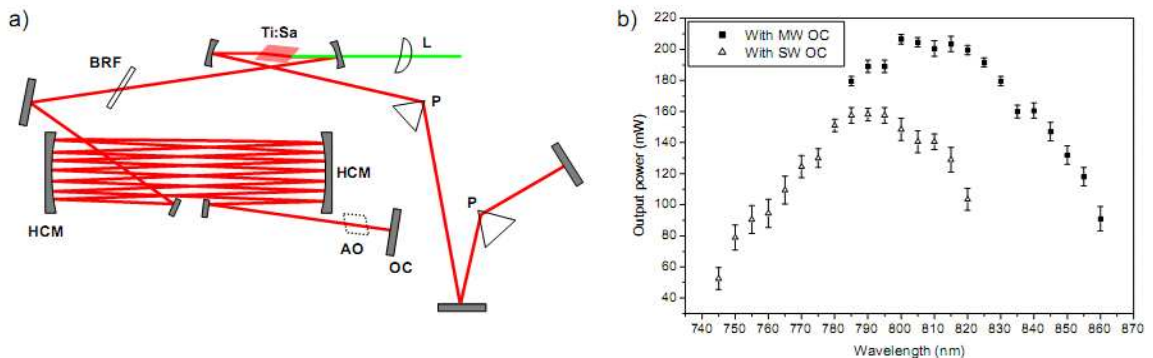 a)
Ti:Sa
L
BRF
P
HCM
P
HCM
AO
OC
b)
220
200
180
160
140
120
100
80
60
40
With MW OC
With SW OC
Output power (mW)
740 750 760 770 780 790 800 810 820 830 840 850 860 870
Wavelength (nm)